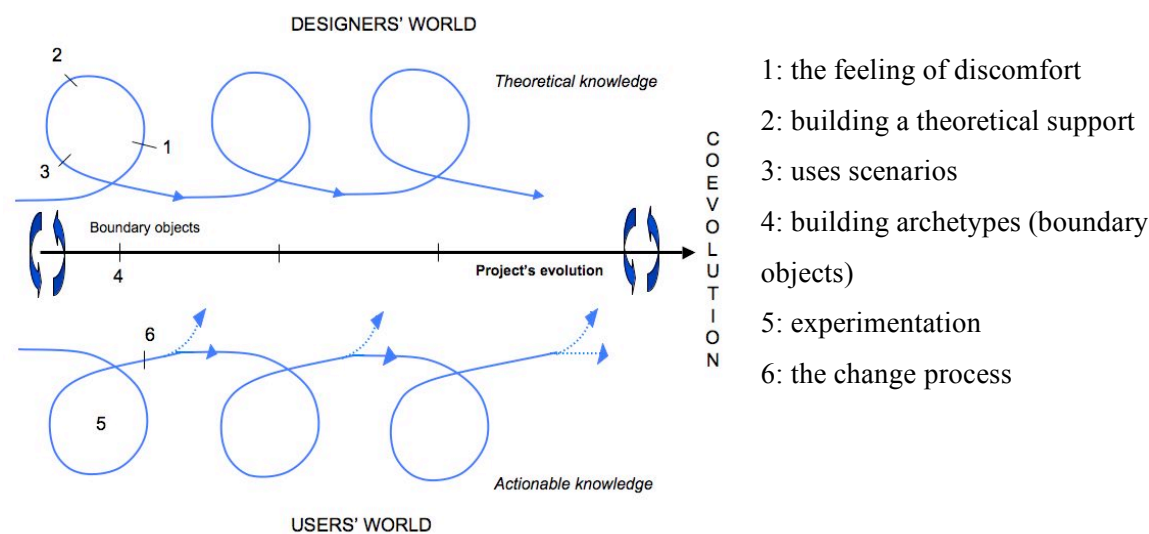 DESIGNERS' WORLD
2
Theoretical knowledge
1
3
Boundary objects
4
Project's evolution
COEVOLUTION
6
5
Actionable knowledge
USERS' WORLD
1: the feeling of discomfort
2: building a theoretical support
3: uses scenarios
4: building archetypes (boundary
objects)
5: experimentation
6: the change process